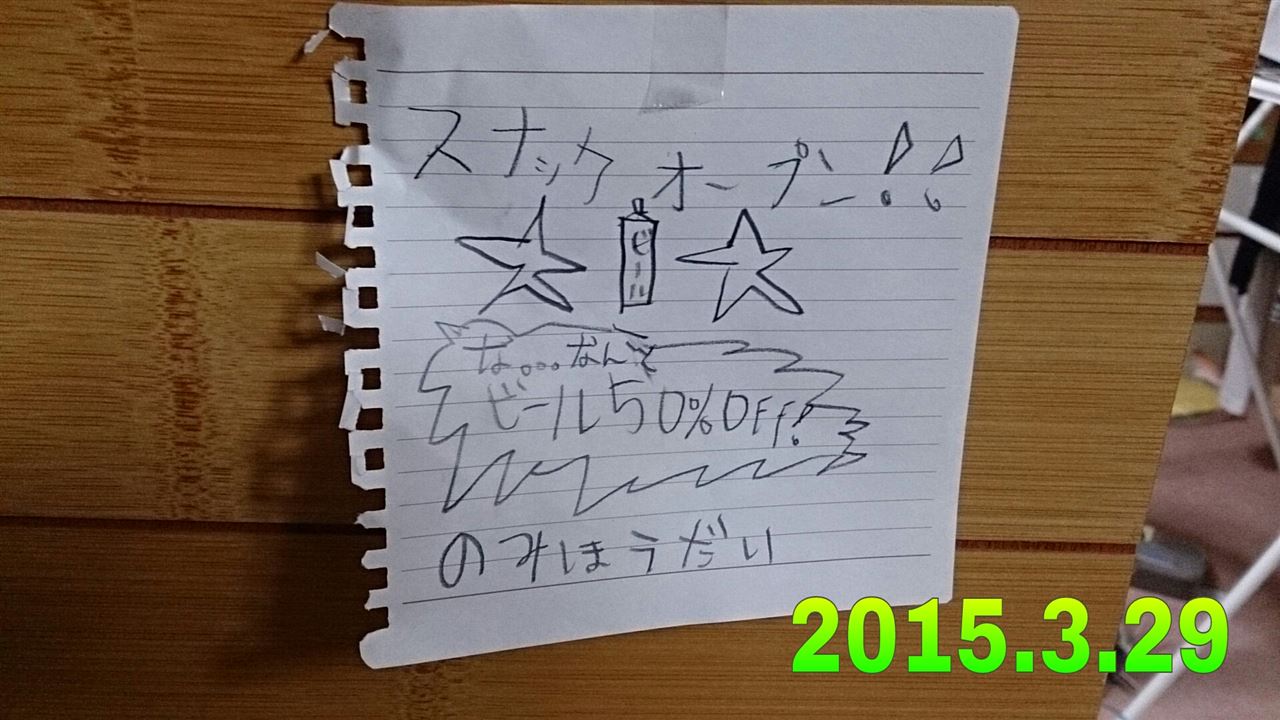 スナックオープン!!
ビール
な。。。なんと
ビール50%OFF!
のみほうだい
2015.3.29